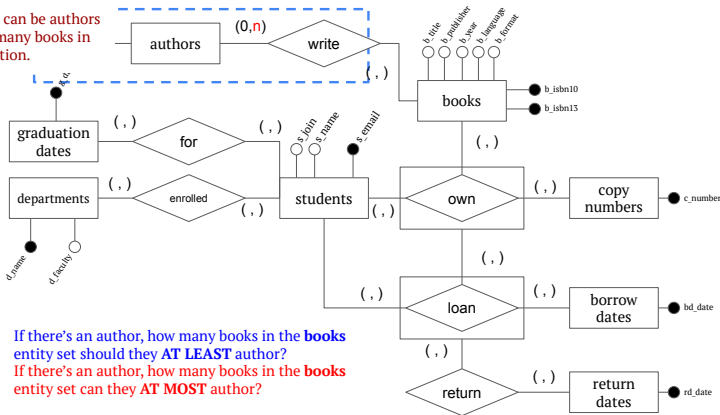 can be authors
many books in
tion.
authors
(0,n)
write
( , )
b_title
b_publisher
b_year
b_language
b_format
books
b_isbn10
b_isbn13
( , )
graduation
dates
( , )
for
( , )
s_join
s_name
s_email
departments
( , )
enrolled
( , )
students
( , )
own
( , )
copy
numbers
c_number
d_name
d_faculty
( , )
loan
( , )
borrow
dates
bd_date
( , )
return
( , )
return
dates
rd_date
If there's an author, how many books in the books
entity set should they AT LEAST author?
If there's an author, how many books in the books
entity set can they AT MOST author?